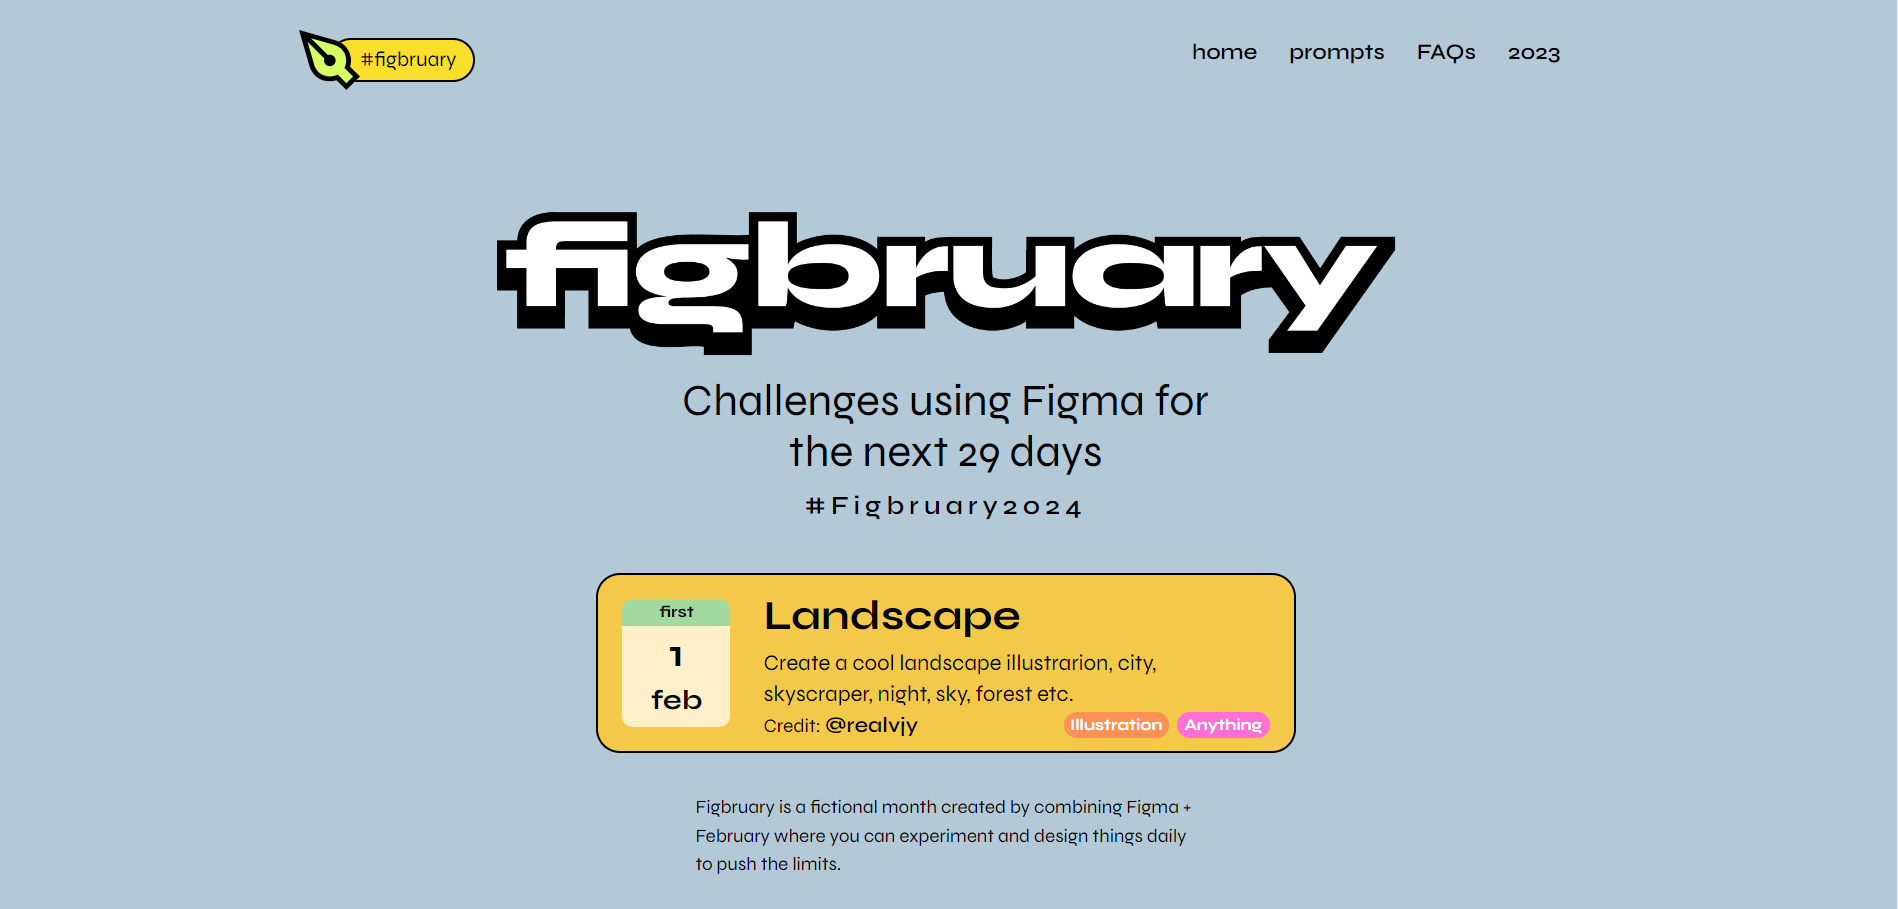 #figbruary
home prompts FAQs 2023
figbruary
Challenges using Figma for
the next 29 days
#Figbruary2024
first
1
feb
Landscape
Create a cool landscape illustrarion, city,
skyscraper, night, sky, forest etc.
Credit: @realvjy
Illustration Anything
Figbruary is a fictional month created by combining Figma +
February where you can experiment and design things daily
to push the limits.